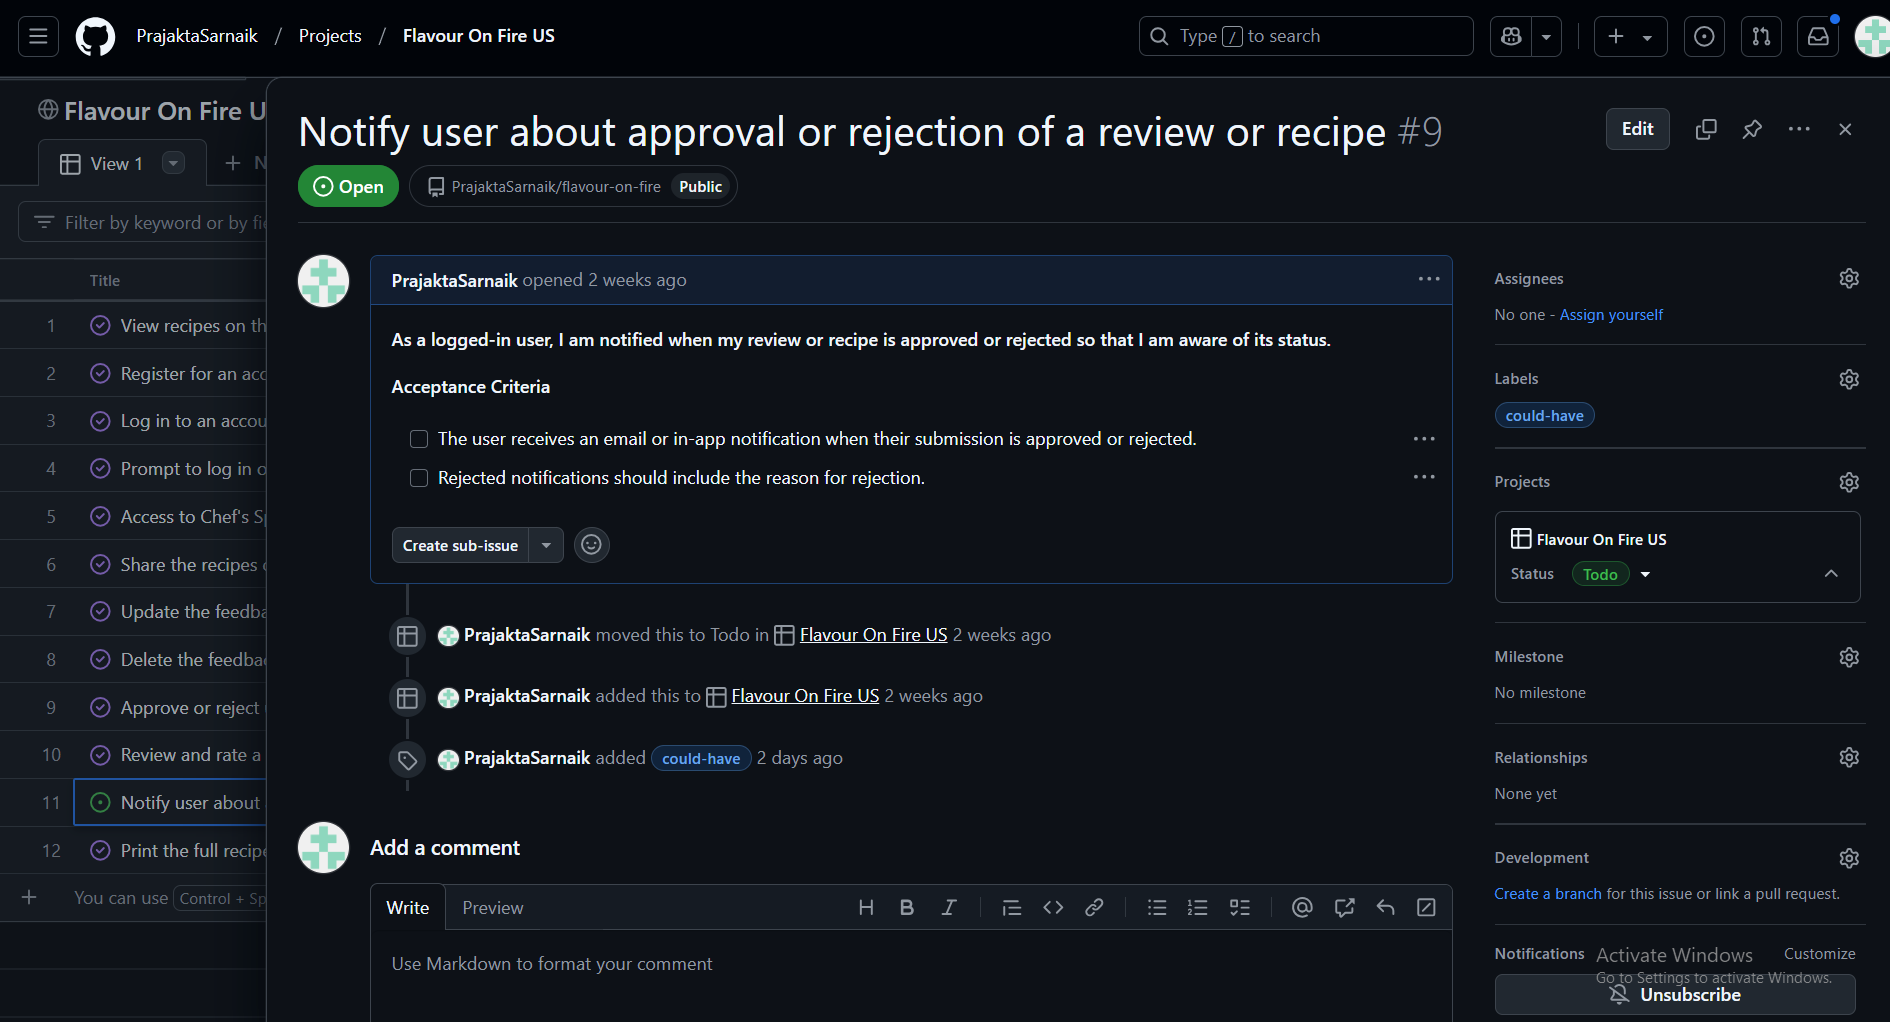 PrajaktaSarnaik / Projects / Flavour On Fire US
Type / to search
Flavour On Fire U
View 1
N
Filter by keyword or by fie
Title
1 View recipes on th
2 Register for an acc
3 Log in to an accou
4 Prompt to log in o
5 Access to Chef's Sp
6 Share the recipes
7 Update the feedba
8 Delete the feedba
9 Approve or reject
10 Review and rate a
11 Notify user about
12 Print the full recipe
You can use Control + Sp
Notify user about approval or rejection of a review or recipe #9
Edit
Open
PrajaktaSarnaik/flavour-on-fire Public
PrajaktaSarnaik opened 2 weeks ago
As a logged-in user, I am notified when my review or recipe is approved or rejected so that I am aware of its status.
Acceptance Criteria
The user receives an email or in-app notification when their submission is approved or rejected.
Rejected notifications should include the reason for rejection.
Create sub-issue
PrajaktaSarnaik moved this to Todo in Flavour On Fire US 2 weeks ago
PrajaktaSarnaik added this to Flavour On Fire US 2 weeks ago
PrajaktaSarnaik added could-have 2 days ago
Add a comment
Write Preview
Use Markdown to format your comment
Assignees
No one - Assign yourself
Labels
could-have
Projects
Flavour On Fire US
Status Todo
Milestone
No milestone
Relationships
None yet
Development
Create a branch for this issue or link a pull request.
Notifications Customize
Activate Windows
Go to Settings to activate Windows.
Unsubscribe